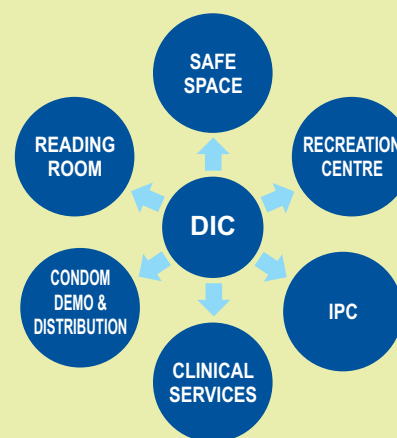 SAFE
SPACE
READING
ROOM
RECREATION
CENTRE
DIC
CONDOM
DEMO &
DISTRIBUTION
IPC
CLINICAL
SERVICES